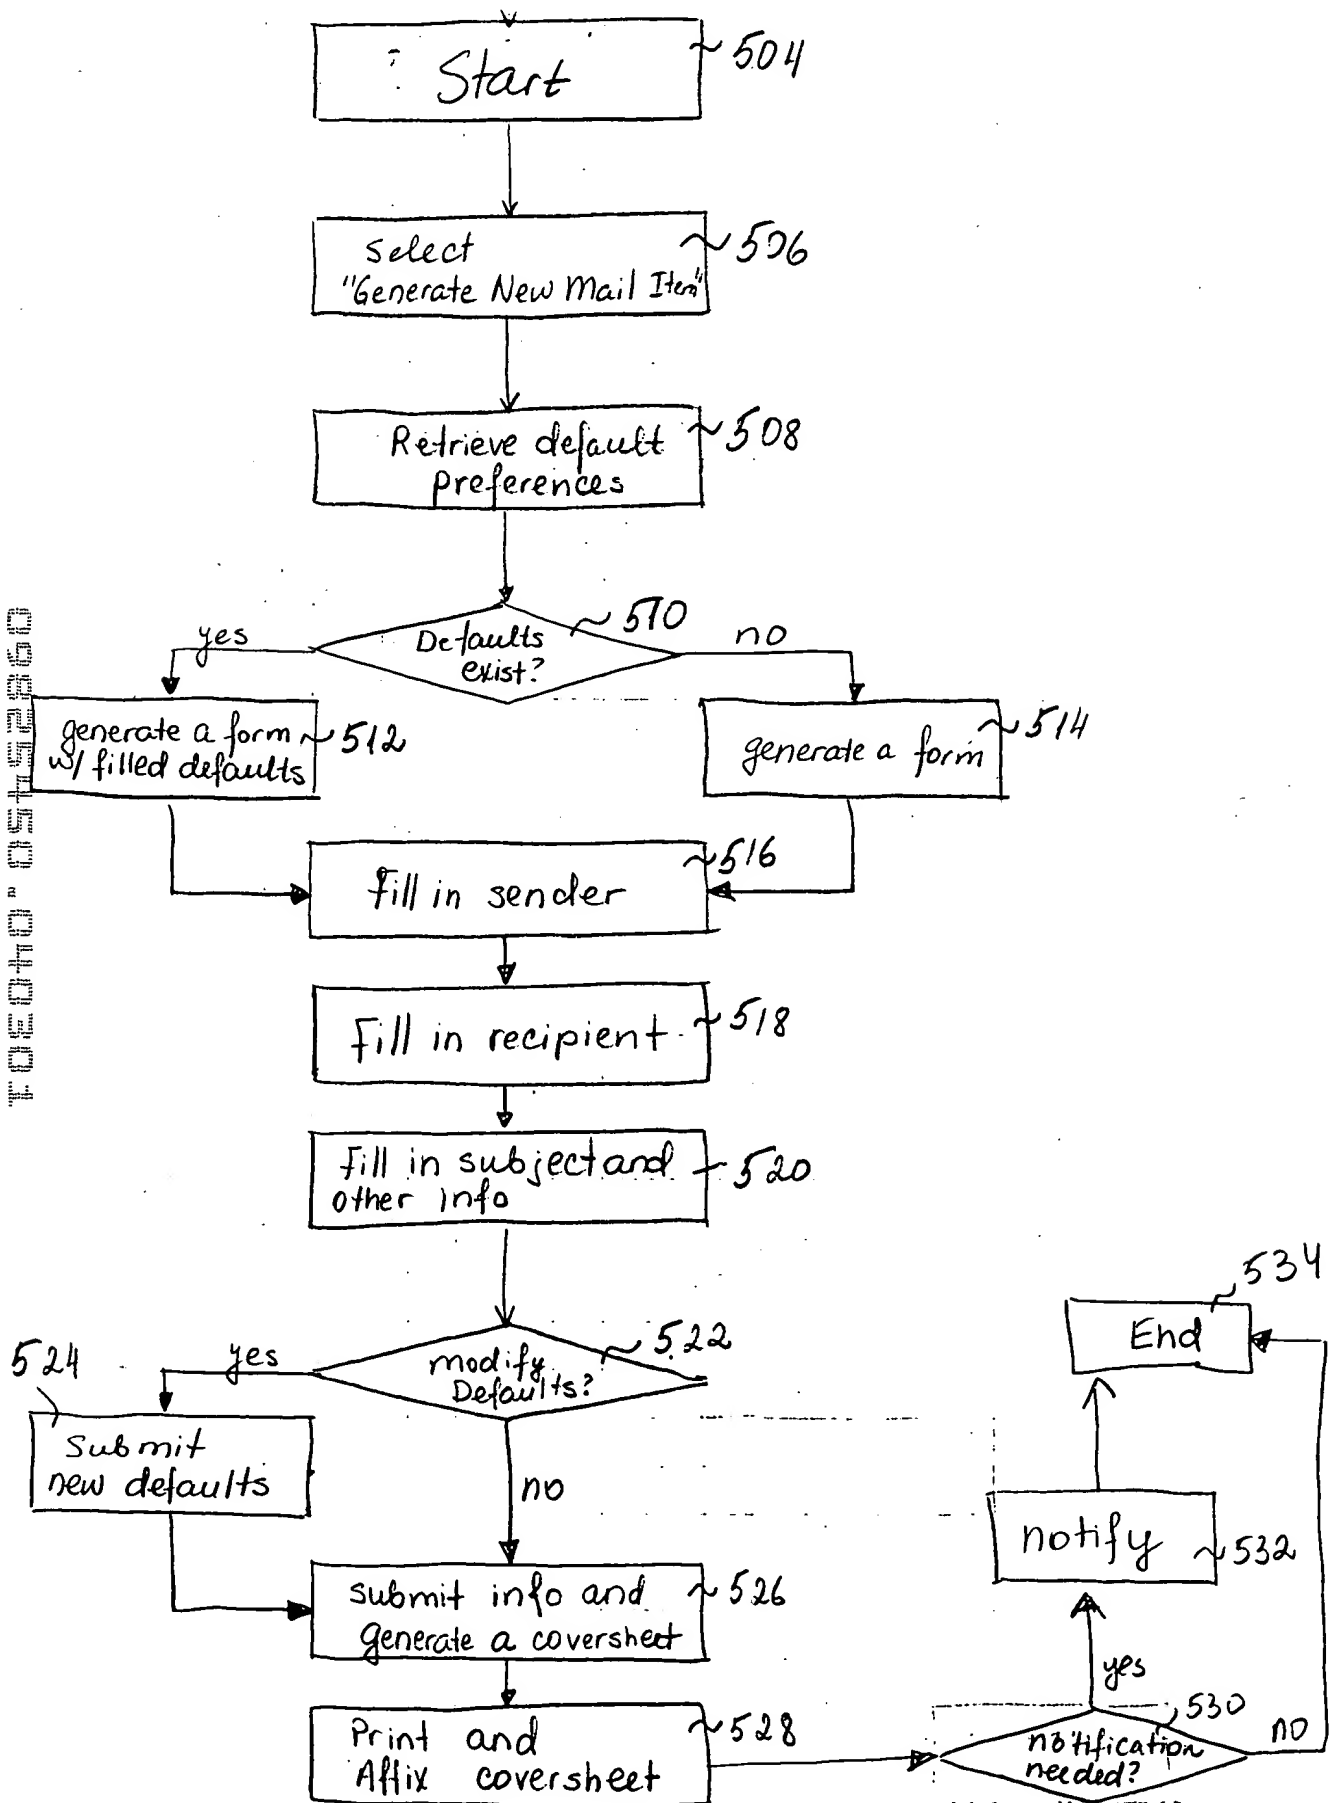 Start
504
select
"Generate New Mail Item"
506
Retrieve default
preferences
508
Defaults
exist?
510
yes
no
generate a form
w/ filled defaults
512
generate a form
514
fill in sender
516
fill in recipient
518
fill in subject and
other info
520
modify
Defaults?
522
yes
no
524
submit
new defaults
submit info and
generate a coversheet
526
Print and
Affix coversheet
528
notification
needed?
530
yes
no
notify
532
End
534